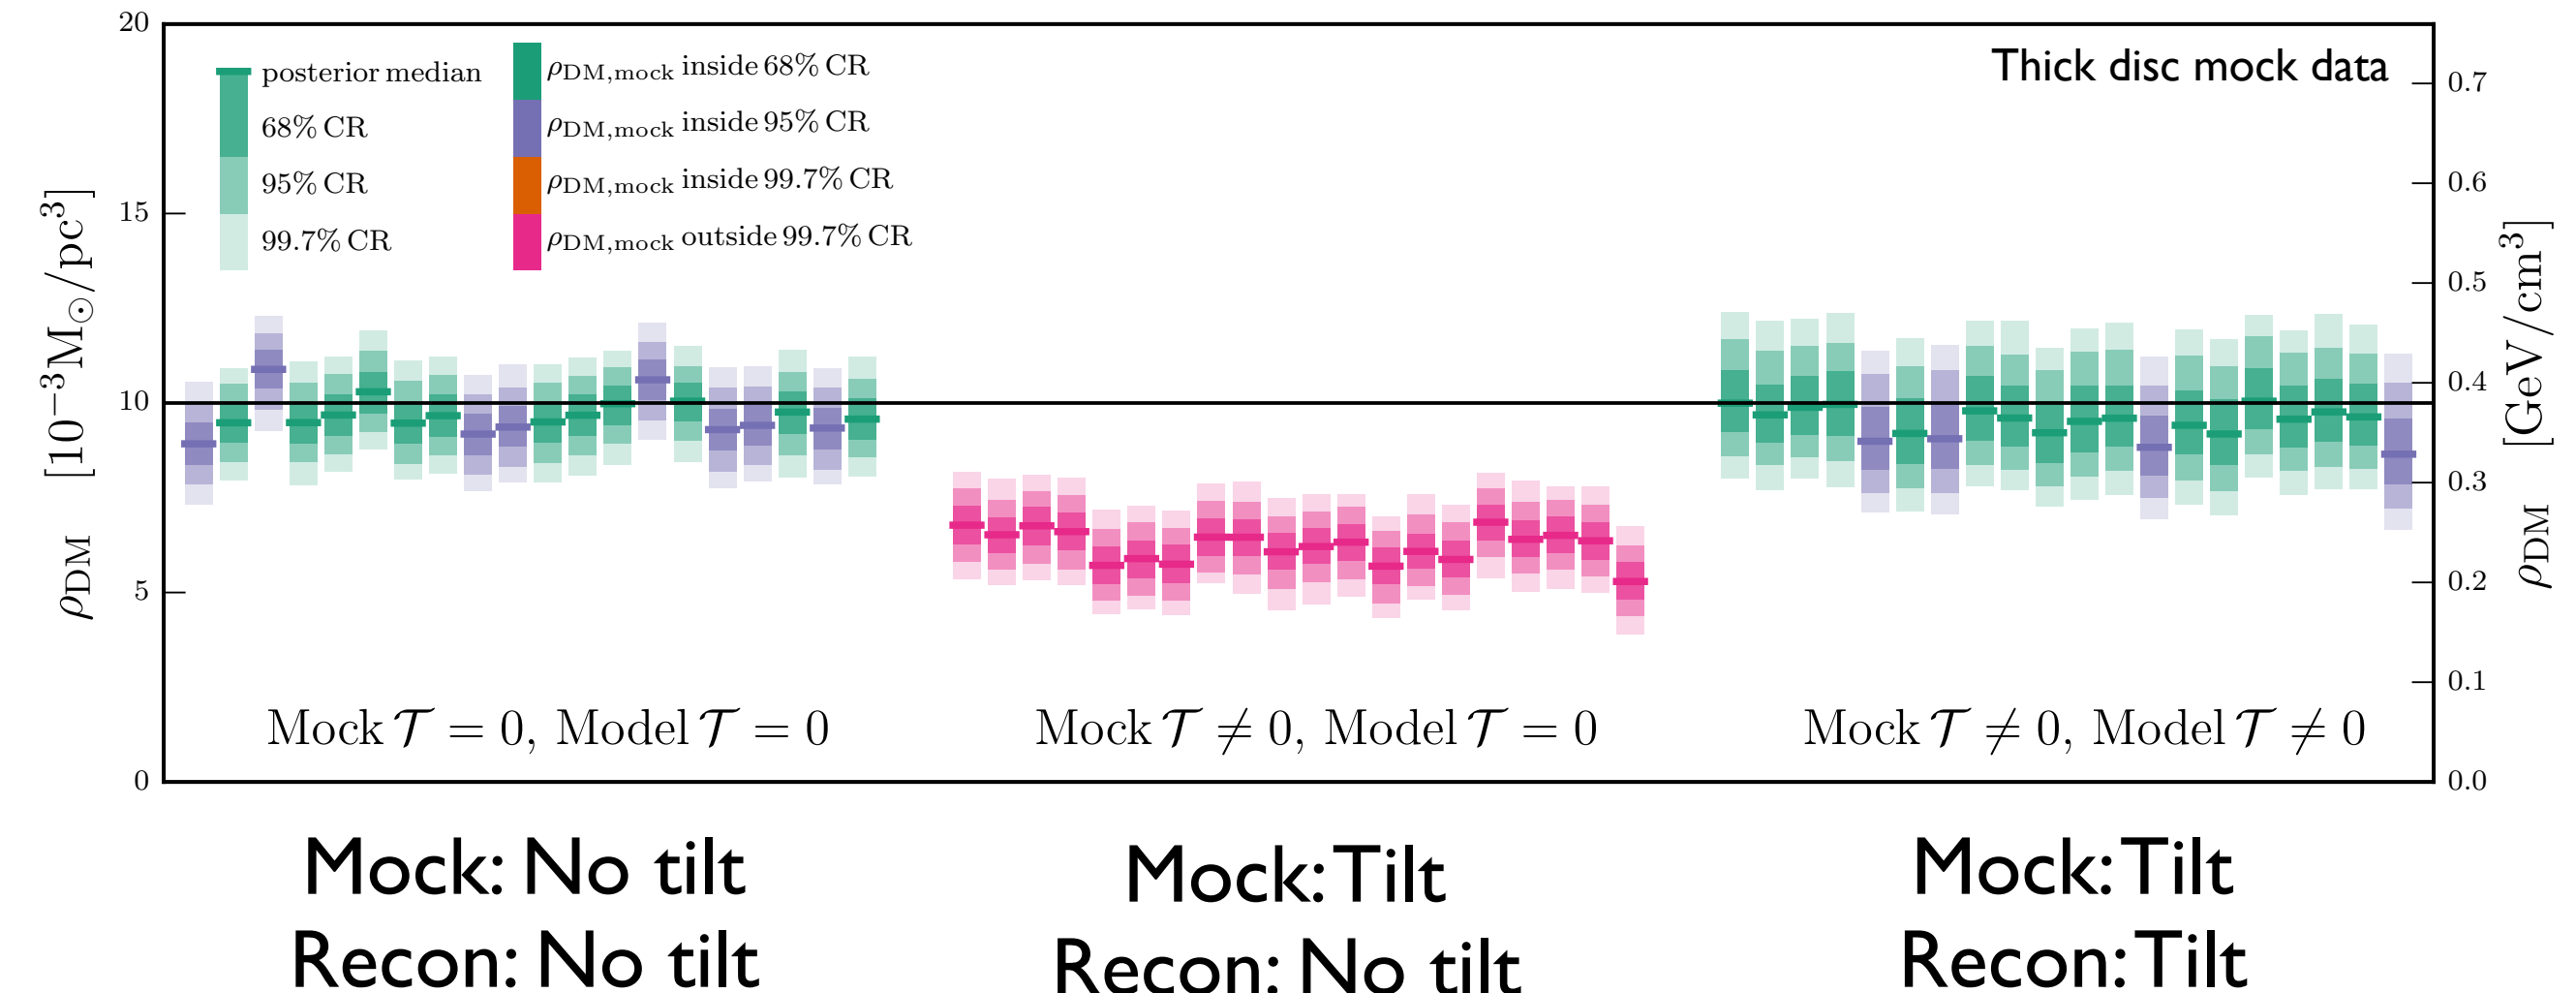 20
15
10
5
0
ρDM [10−3M⊙/pc3]
posterior median
68% CR
95% CR
99.7% CR
ρDM,mock inside 68% CR
ρDM,mock inside 95% CR
ρDM,mock inside 99.7% CR
ρDM,mock outside 99.7% CR
Thick disc mock data
0.7
0.6
0.5
0.4
0.3
0.2
0.1
0.0
ρDM [GeV/cm3]
Mock 𝒯 = 0, Model 𝒯 = 0
Mock 𝒯 ≠ 0, Model 𝒯 = 0
Mock 𝒯 ≠ 0, Model 𝒯 ≠ 0
Mock: No tilt
Recon: No tilt
Mock: Tilt
Recon: No tilt
Mock: Tilt
Recon: Tilt